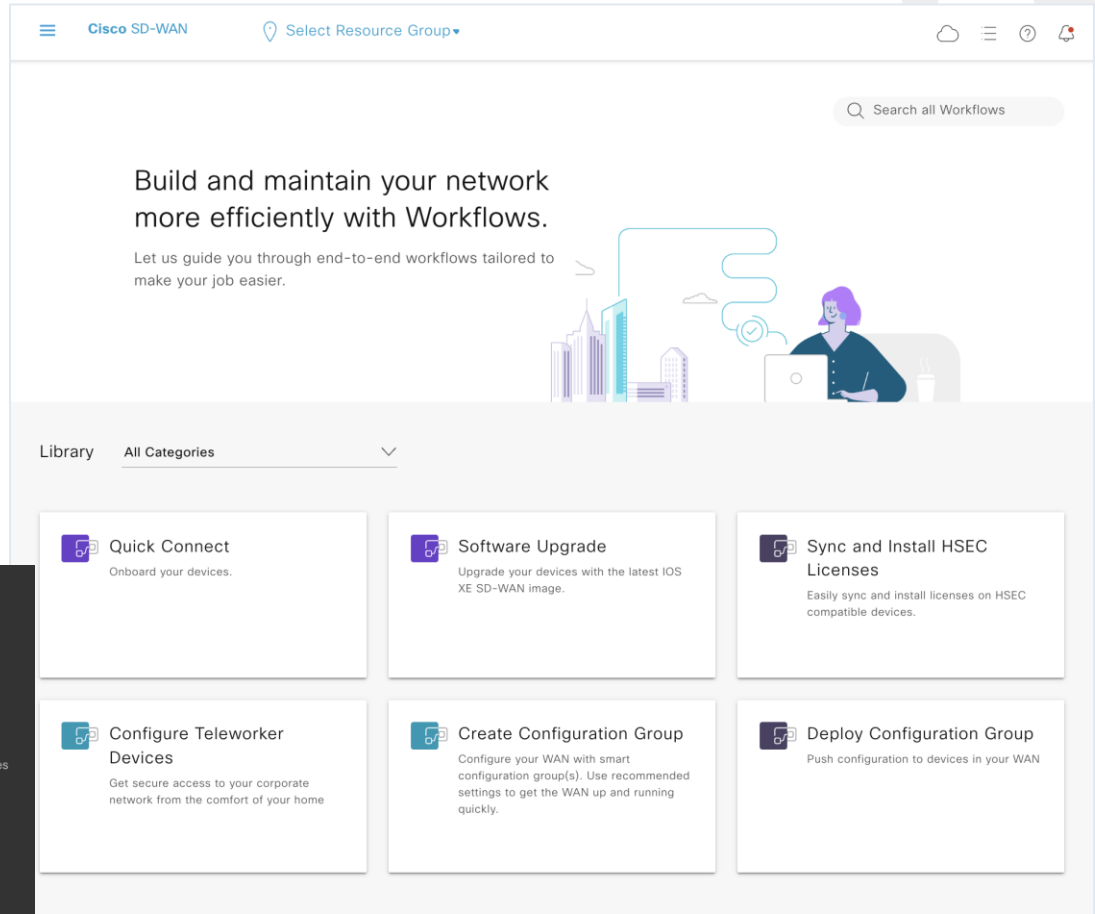 Cisco SD-WAN
Select Resource Group
Search all Workflows
Build and maintain your network
more efficiently with Workflows.
Let us guide you through end-to-end workflows tailored to
make your job easier.
Library
All Categories
Quick Connect
Onboard your devices.
Software Upgrade
Upgrade your devices with the latest IOS
XE SD-WAN image.
Sync and Install HSEC
Licenses
Easily sync and install licenses on HSEC
compatible devices.
Configure Teleworker
Devices
Get secure access to your corporate
network from the comfort of your home
Create Configuration Group
Configure your WAN with smart
configuration group(s). Use recommended
settings to get the WAN up and running
quickly.
Deploy Configuration Group
Push configuration to devices in your WAN